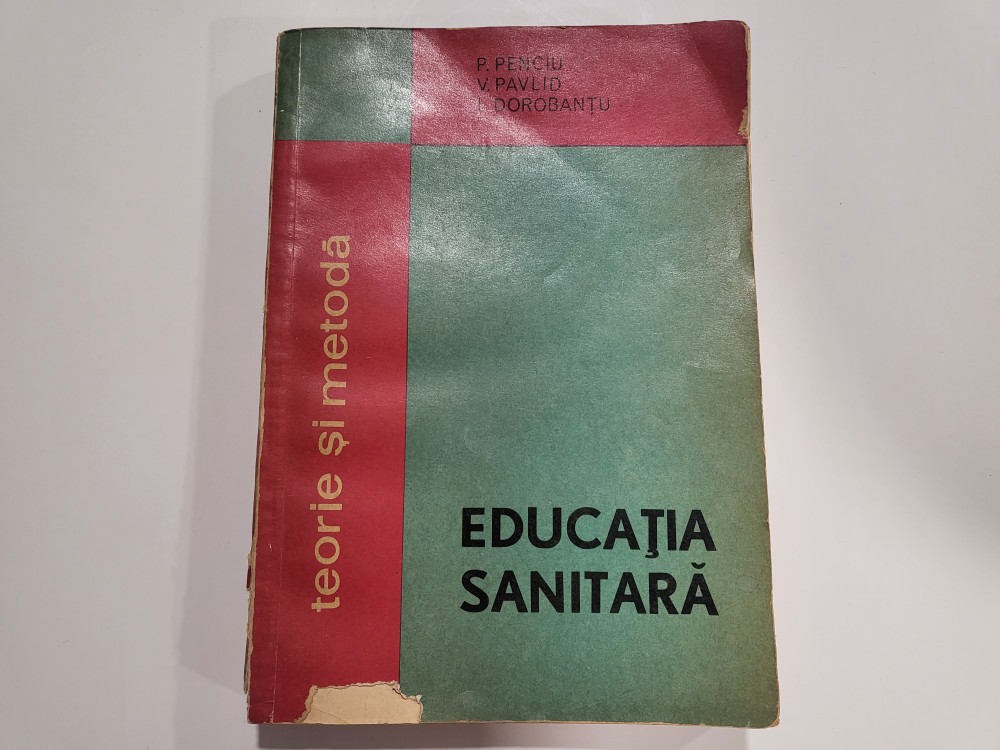 P. PENCIU
V. PAVLID
I. DOROBANȚU
teorie și metodă
EDUCAŢIA
SANITARĂ